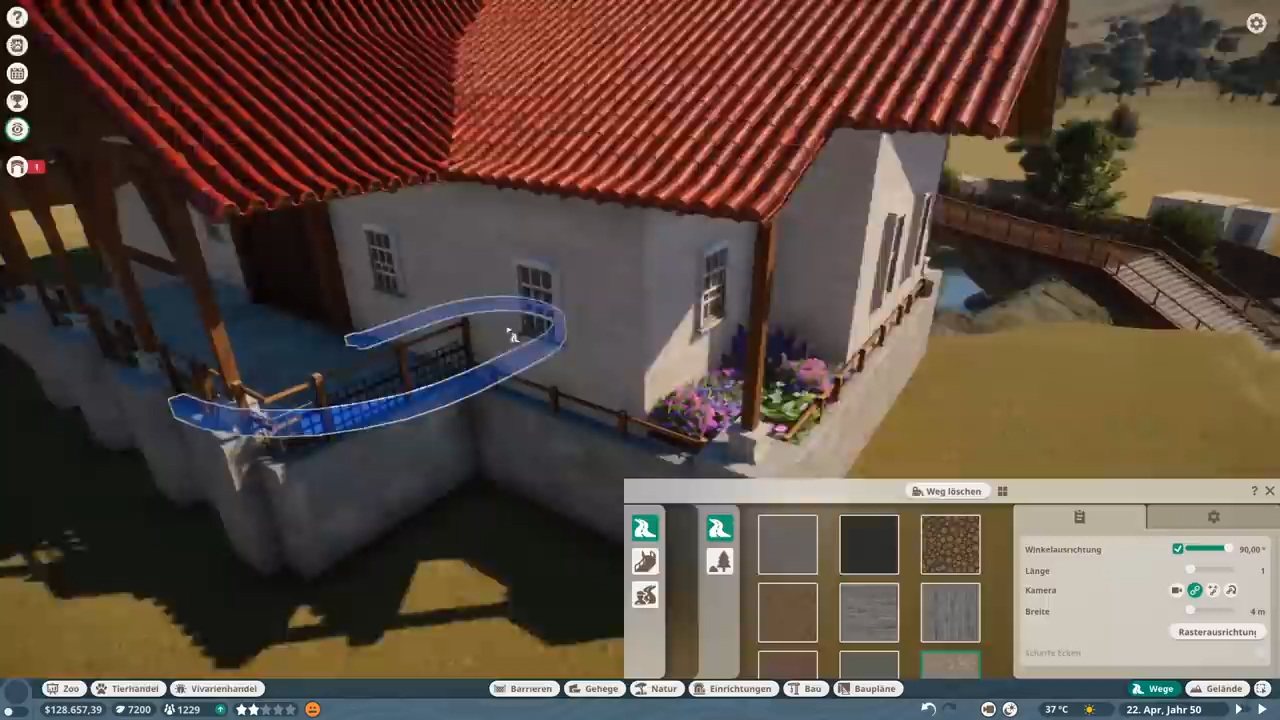 1
Weg löschen
?
Winkelausrichtung 90,00°
Länge 1
Kamera
Breite 4 m
Rasterausrichtung
Scharfe Ecken
Zoo Tierhandel Vivarienhandel Barrieren Gehege Natur Einrichtungen Bau Baupläne Wege Gelände
$128.657,39 7200 1229 37 °C 22. Apr, Jahr 50